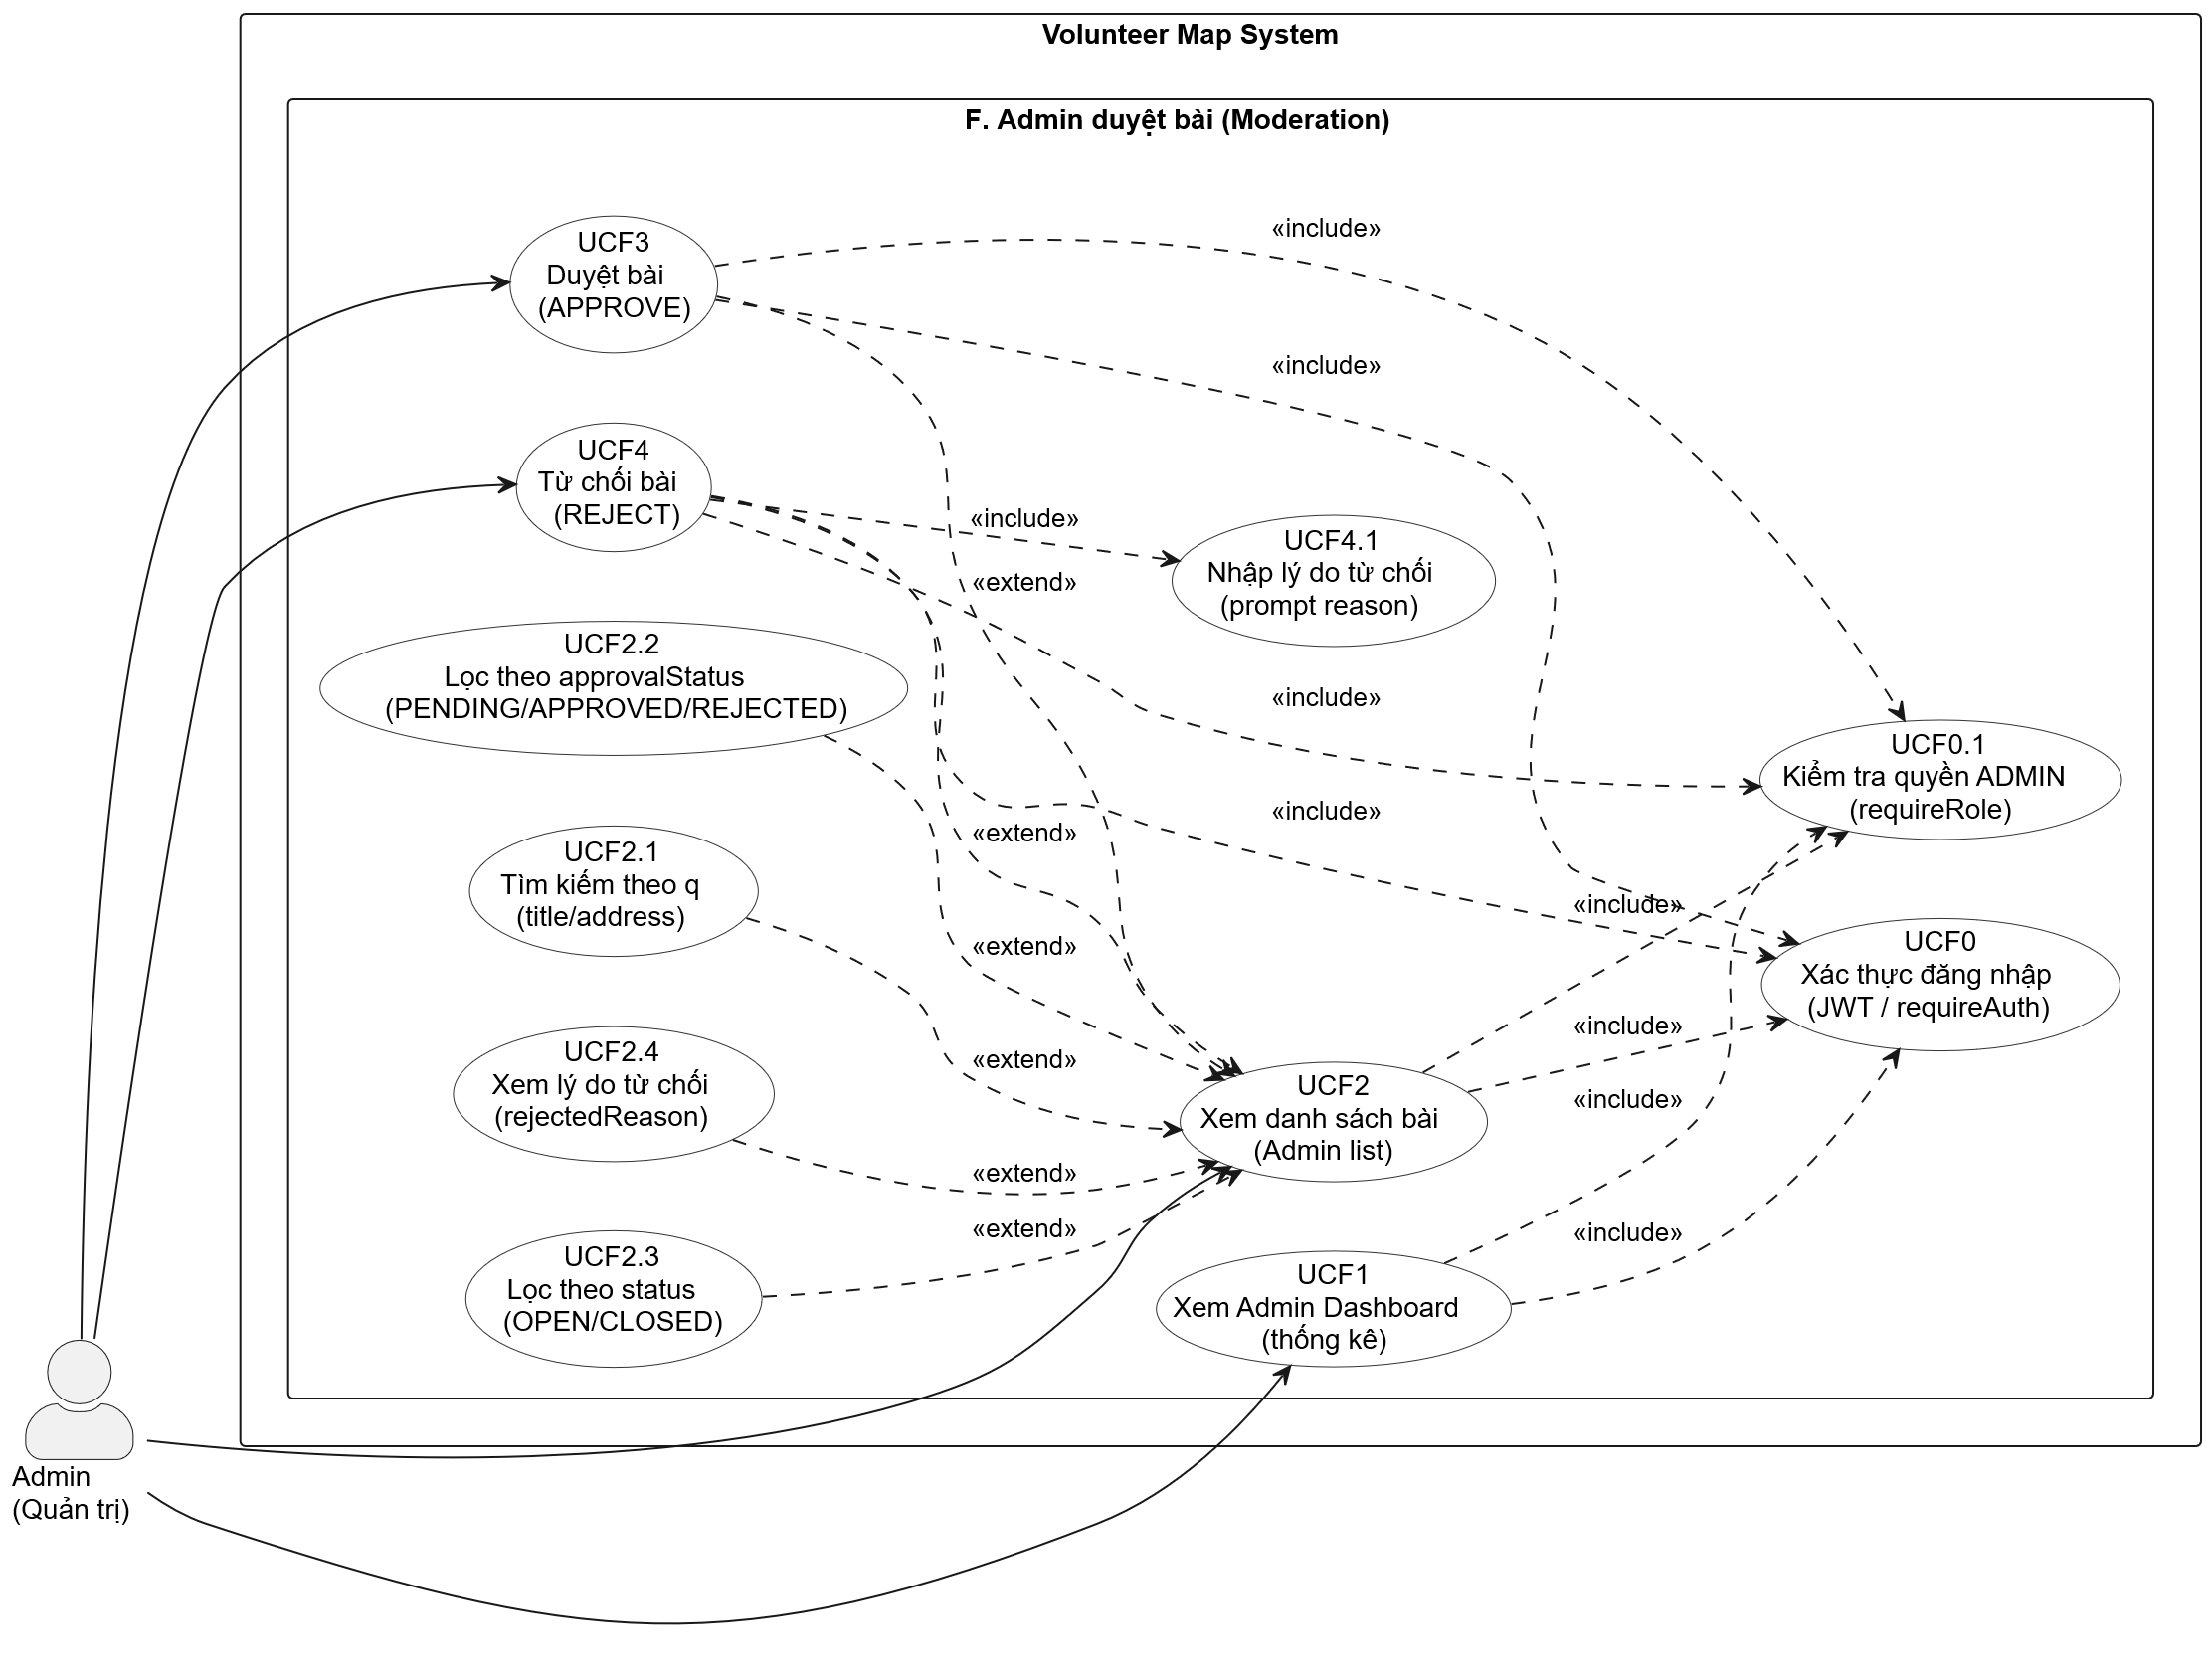 Volunteer Map System
F. Admin duyệt bài (Moderation)
UCF3
Duyệt bài
(APPROVE)
«include»
«include»
UCF4
Từ chối bài
(REJECT)
«include»
UCF4.1
Nhập lý do từ chối
(prompt reason)
«extend»
UCF2.2
Lọc theo approvalStatus
(PENDING/APPROVED/REJECTED)
«include»
UCF0.1
Kiểm tra quyền ADMIN
(requireRole)
«include»
«extend»
UCF2.1
Tìm kiếm theo q
(title/address)
«include»
UCF0
Xác thực đăng nhập
(JWT / requireAuth)
«extend»
«include»
UCF2.4
Xem lý do từ chối
(rejectedReason)
«extend»
UCF2
Xem danh sách bài
(Admin list)
«include»
«extend»
«extend»
«include»
UCF2.3
Lọc theo status
(OPEN/CLOSED)
UCF1
Xem Admin Dashboard
(thống kê)
Admin
(Quản trị)